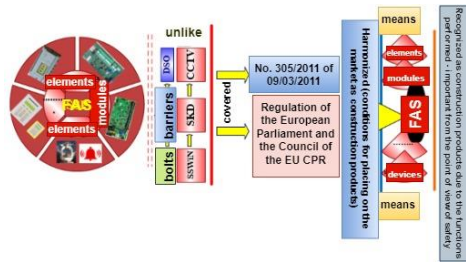 elements
FAS
elements
modules
unlike
DSO
barriers
bolts
CCTV
SKD
SSWiN
covered
No. 305/2011 of
09/03/2011
Regulation of the
European
Parliament and
the Council of
the EU CPR
Harmonized (conditions for placing on the
market as construction products)
means
elements
modules
FAS
devices
means
Recognized as construction products due to the functions
performed - important from the point of view of safety